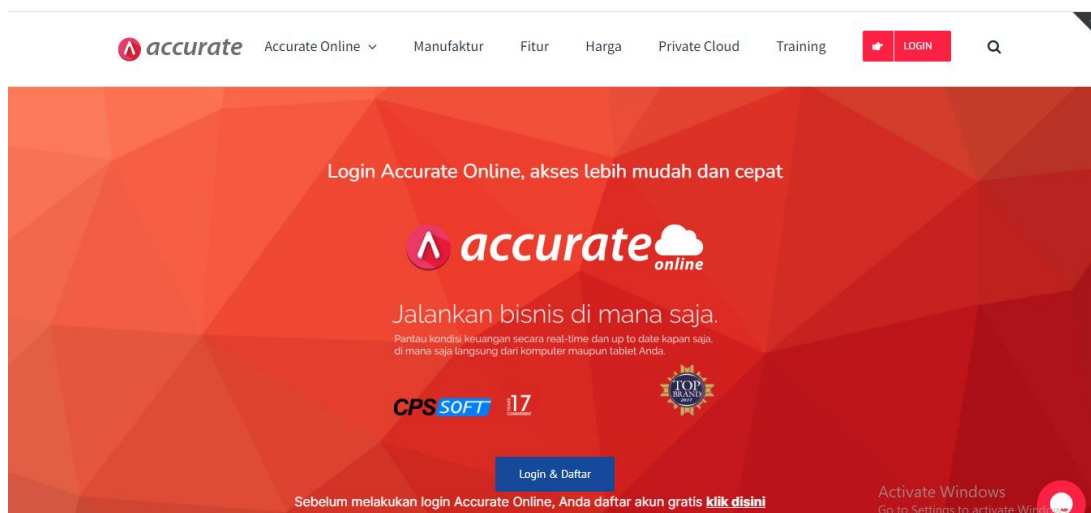 accurate Accurate Online Manufaktur Fitur Harga Private Cloud Training LOGIN
Login Accurate Online, akses lebih mudah dan cepat
accurate
online
Jalankan bisnis di mana saja.
Pantau kondisi keuangan secara real-time dan up to date kapan saja,
di mana saja langsung dari komputer maupun tablet Anda.
CPSSOFT 17
TOP
BRAND
2017
Login & Daftar
Sebelum melakukan login Accurate Online, Anda daftar akun gratis klik disini
Activate Windows
Go to Settings to activate Windo